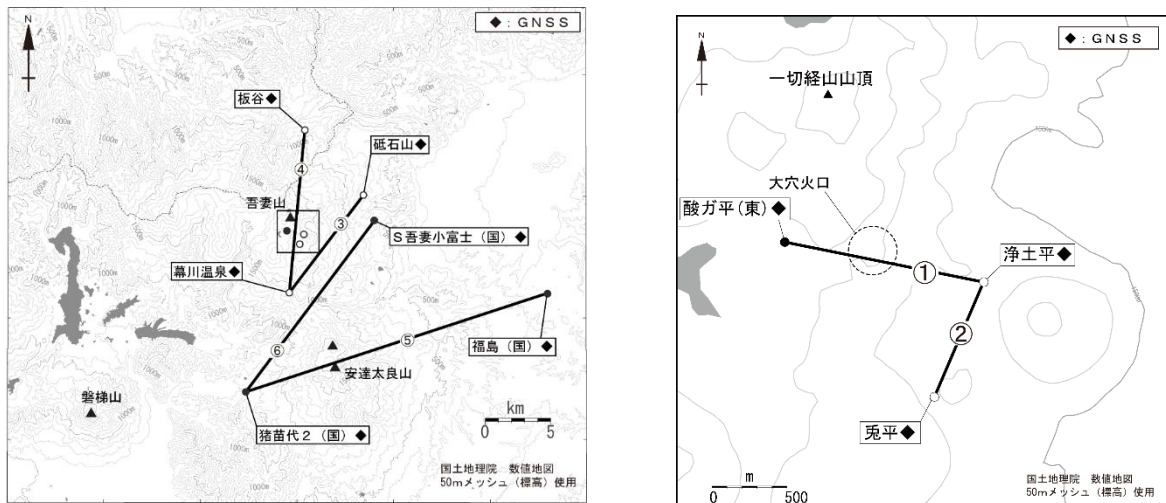 N
◆：GNSS
板谷◆
砥石山◆
④
吾妻山
③
S吾妻小富士（国）◆
幕川温泉◆
⑥
⑤
福島（国）◆
安達太良山
磐梯山
猪苗代２（国）◆
km
0 5
国土地理院 数値地図
50mメッシュ（標高）使用
N
◆：GNSS
一切経山山頂
大穴火口
酸ガ平(東)◆
浄土平◆
①
②
兎平◆
m
0 500
国土地理院 数値地図
50mメッシュ（標高）使用